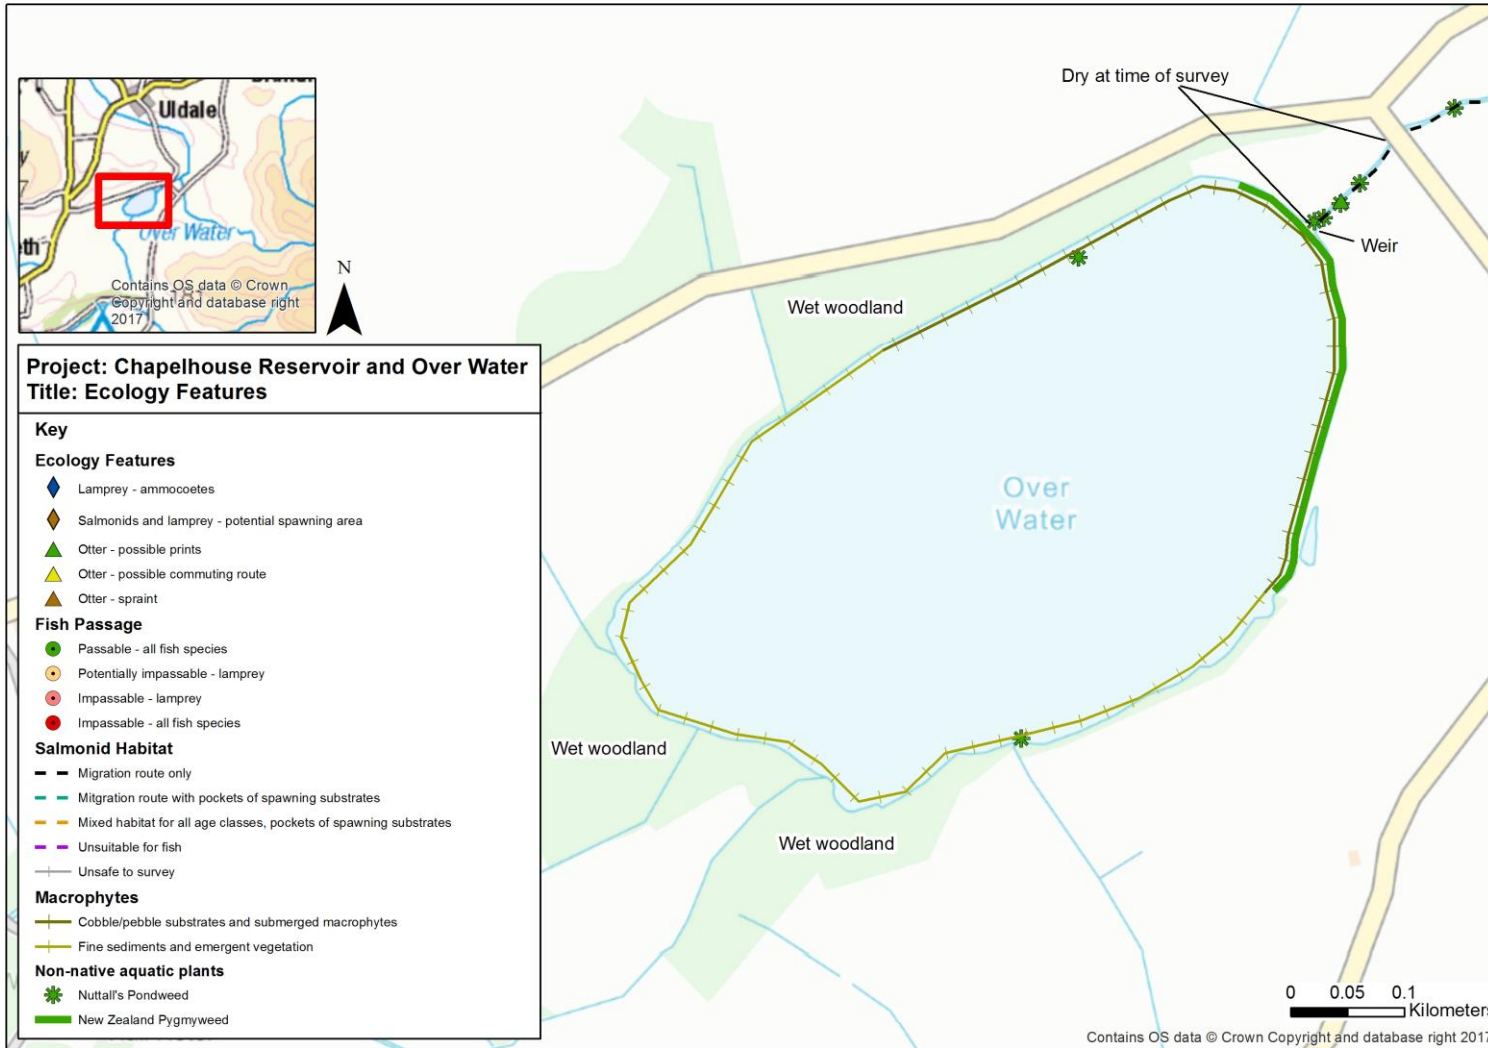 Uldale
Over Water
eth
Contains OS data © Crown
Copyright and database right
2017
N
Project: Chapelhouse Reservoir and Over Water
Title: Ecology Features
Key
Ecology Features
Lamprey - ammocoetes
Salmonids and lamprey - potential spawning area
Otter - possible prints
Otter - possible commuting route
Otter - spraint
Fish Passage
Passable - all fish species
Potentially impassable - lamprey
Impassable - lamprey
Impassable - all fish species
Salmonid Habitat
Migration route only
Mitgration route with pockets of spawning substrates
Mixed habitat for all age classes, pockets of spawning substrates
Unsuitable for fish
Unsafe to survey
Macrophytes
Cobble/pebble substrates and submerged macrophytes
Fine sediments and emergent vegetation
Non-native aquatic plants
Nuttall's Pondweed
New Zealand Pygmyweed
Dry at time of survey
Weir
Wet woodland
Over
Water
Wet woodland
Wet woodland
0 0.05 0.1
Kilometers
Contains OS data © Crown Copyright and database right 2017